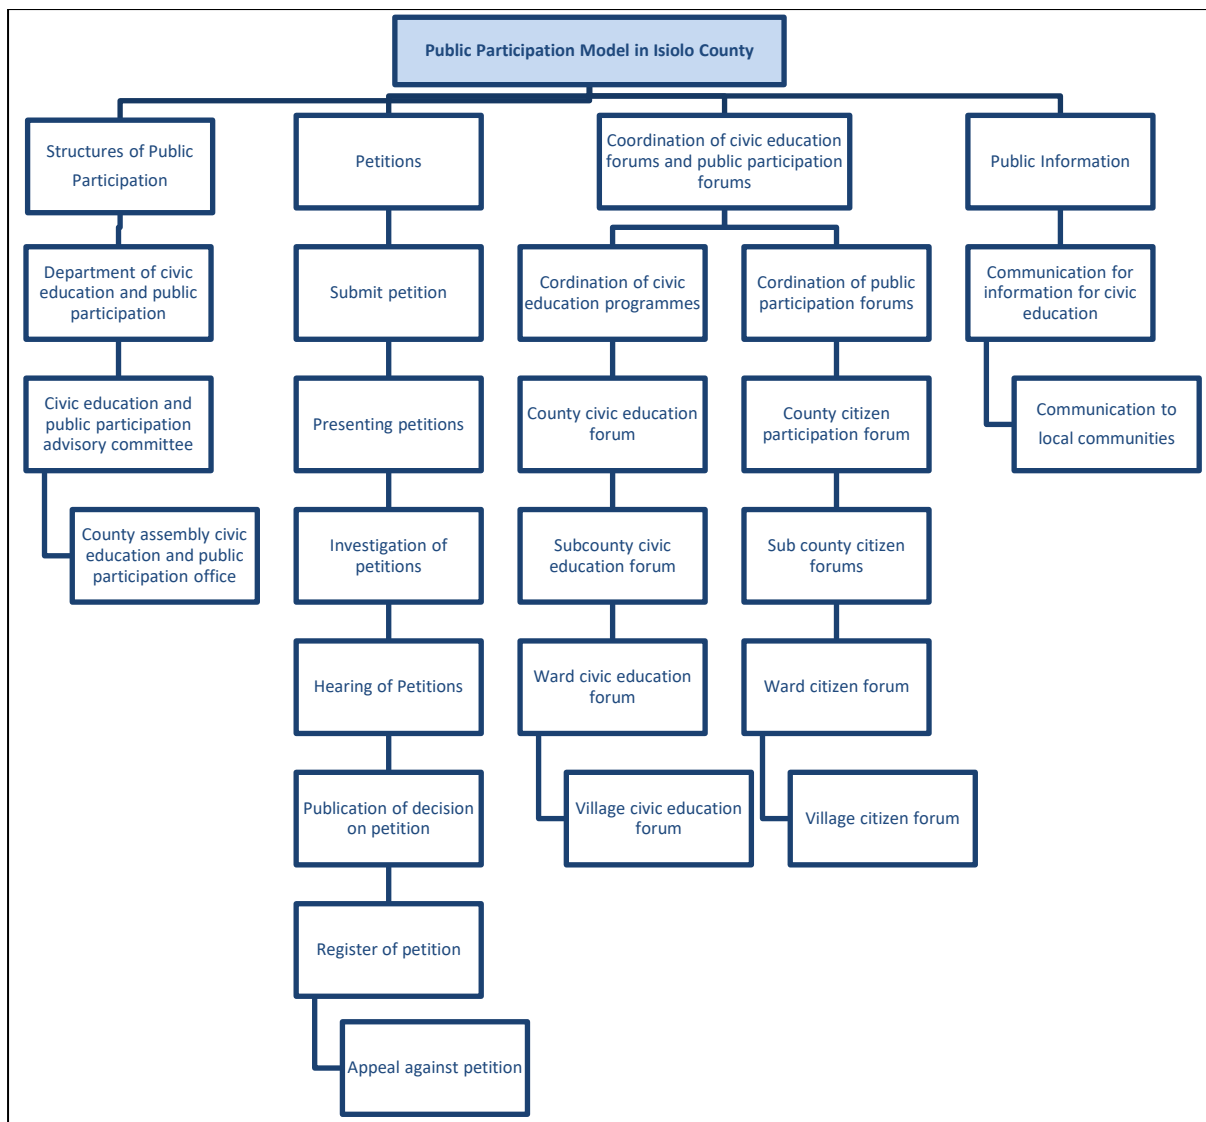 Public Participation Model in Isiolo County
Structures of Public
Participation
Petitions
Coordination of civic education
forums and public participation
forums
Public Information
Department of civic
education and public
participation
Submit petition
Cordination of civic
education programmes
Cordination of public
participation forums
Communication for
information for civic
education
Civic education and
public participation
advisory committee
Presenting petitions
County civic education
forum
County citizen
participation forum
Communication to
local communities
County assembly civic
education and public
participation office
Investigation of
petitions
Subcounty civic
education forum
Sub county citizen
forums
Hearing of Petitions
Ward civic education
forum
Ward citizen forum
Publication of decision
on petition
Village civic education
forum
Village citizen forum
Register of petition
Appeal against petition